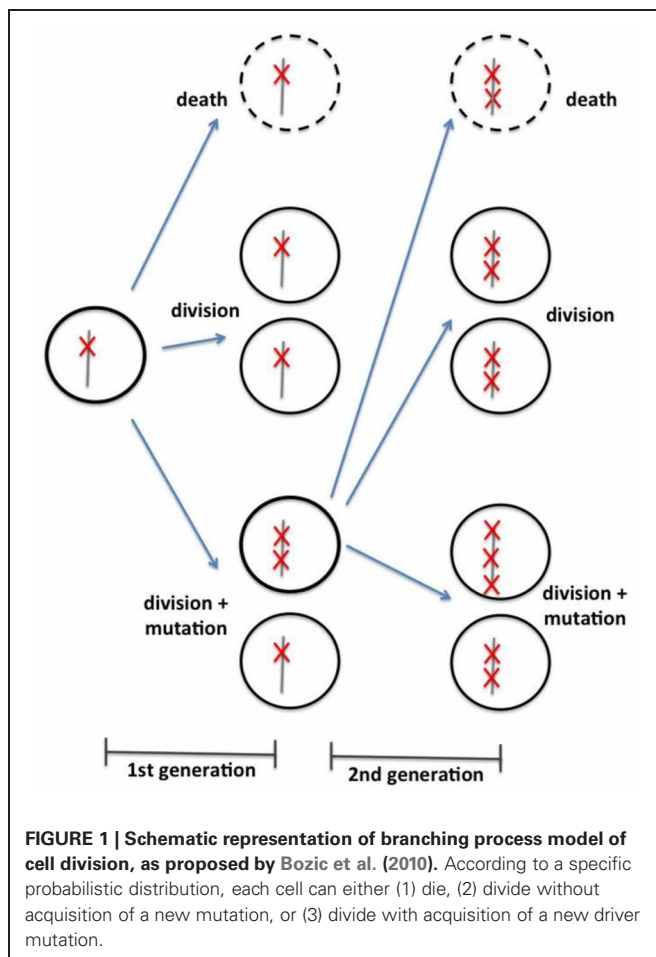 death
death
division
division
division +
mutation
division +
mutation
1st generation
2nd generation
FIGURE 1 | Schematic representation of branching process model of
cell division, as proposed by Bozic et al. (2010). According to a specific
probabilistic distribution, each cell can either (1) die, (2) divide without
acquisition of a new mutation, or (3) divide with acquisition of a new driver
mutation.